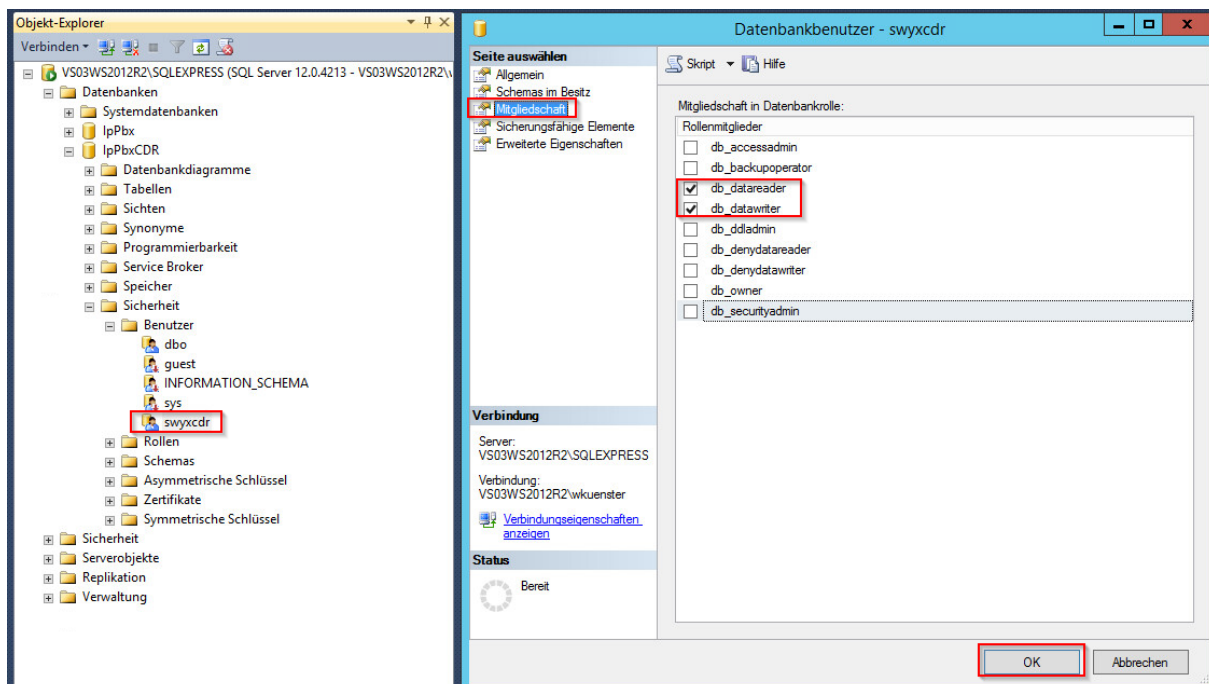 Objekt-Explorer
Verbinden
VS03WS2012R2\SQLEXPRESS (SQL Server 12.0.4213 - VS03WS2012R2\
Datenbanken
Systemdatenbanken
IpPbx
IpPbxCDR
Datenbankdiagramme
Tabellen
Sichten
Synonyme
Programmierbarkeit
Service Broker
Speicher
Sicherheit
Benutzer
dbo
guest
INFORMATION_SCHEMA
sys
swyxcdr
Rollen
Schemas
Asymmetrische Schlüssel
Zertifikate
Symmetrische Schlüssel
Sicherheit
Serverobjekte
Replikation
Verwaltung
Datenbankbenutzer - swyxcdr
Seite auswählen
Allgemein
Schemas im Besitz
Mitgliedschaft
Sicherungsfähige Elemente
Erweiterte Eigenschaften
Verbindung
Server:
VS03WS2012R2\SQLEXPRESS
Verbindung:
VS03WS2012R2\wkuenster
Verbindungseigenschaften
anzeigen
Status
Bereit
Skript Hilfe
Mitgliedschaft in Datenbankrolle:
Rollenmitglieder
db_accessadmin
db_backupoperator
db_datareader
db_datawriter
db_ddladmin
db_denydatareader
db_denydatawriter
db_owner
db_securityadmin
OK Abbrechen